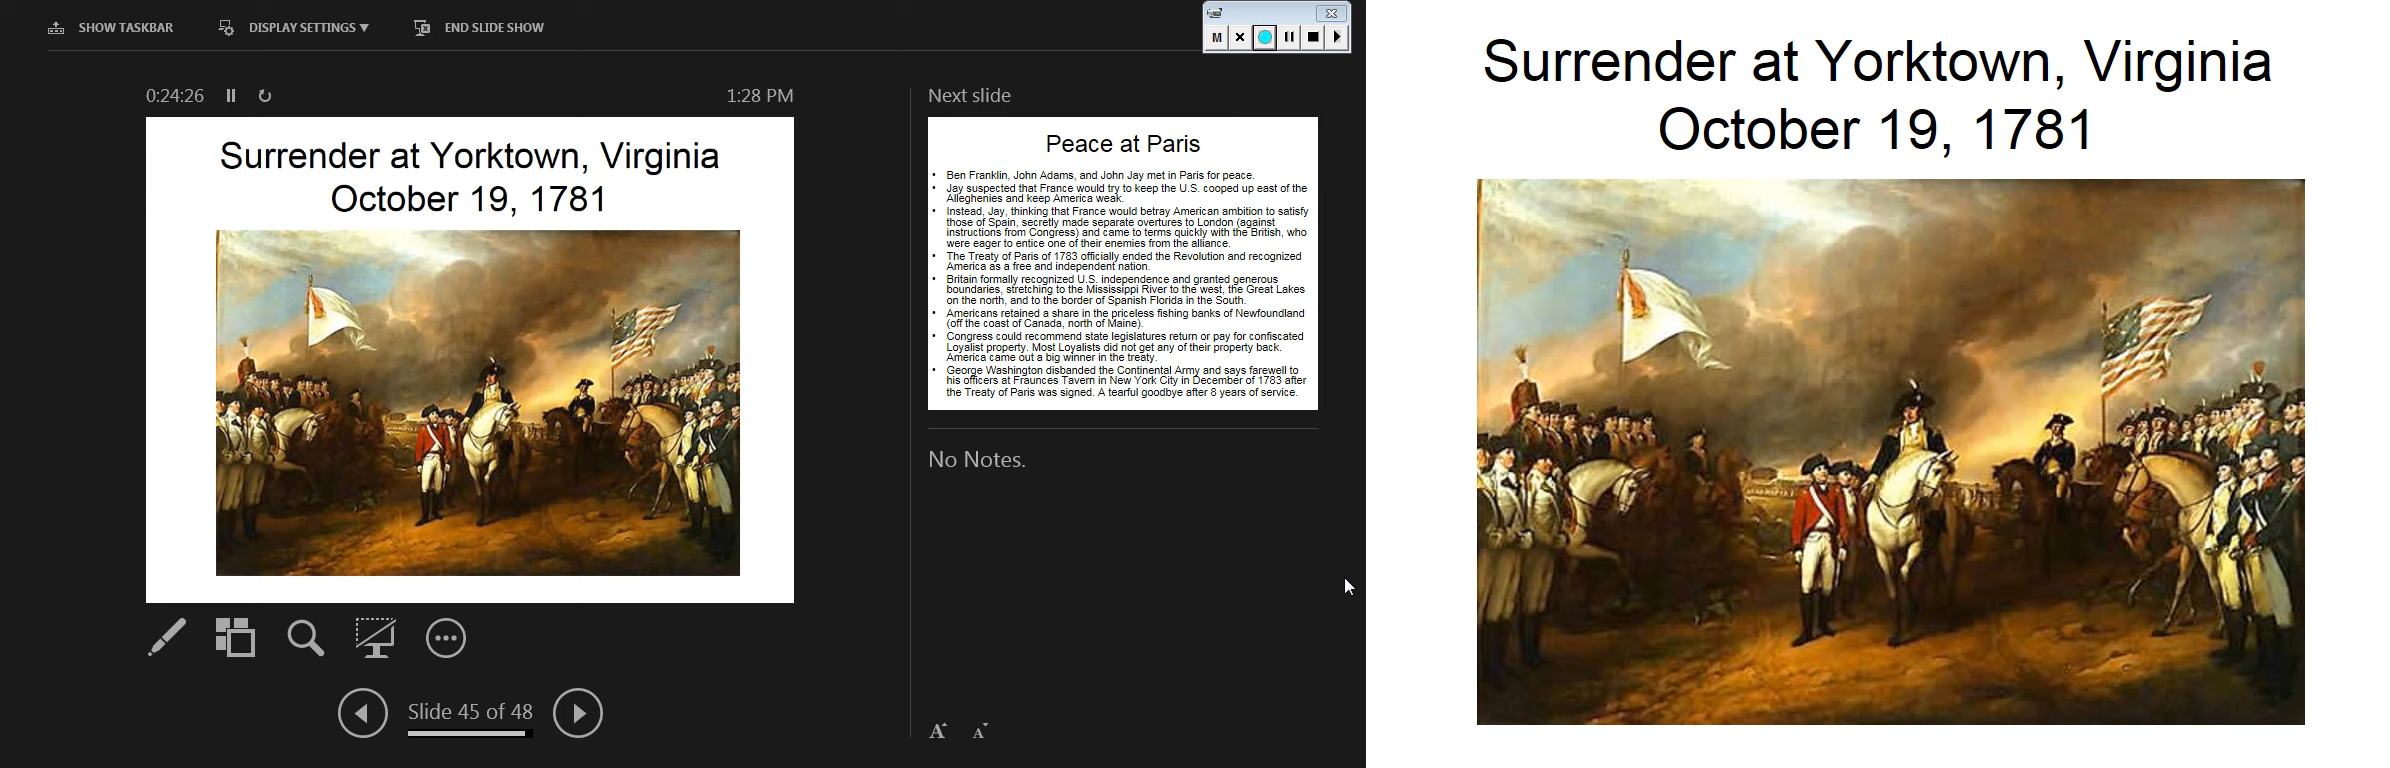 SHOW TASKBAR
DISPLAY SETTINGS ▼
END SLIDE SHOW
M
0:24:26
1:28 PM
Surrender at Yorktown, Virginia
October 19, 1781
Slide 45 of 48
Next slide
Peace at Paris
• Ben Franklin, John Adams, and John Jay met in Paris for peace.
• Jay suspected that France would try to keep the U.S. cooped up east of the
Alleghenies and keep America weak.
• Instead, Jay, thinking that France would betray American ambition to satisfy
those of Spain, secretly made separate overtures to London (against
instructions from Congress) and came to terms quickly with the British, who
were eager to entice one of their enemies from the alliance.
• The Treaty of Paris of 1783 officially ended the Revolution and recognized
America as a free and independent nation.
• Britain formally recognized U.S. independence and granted generous
boundaries, stretching to the Mississippi River to the west, the Great Lakes
on the north, and to the border of Spanish Florida in the South.
• Americans retained a share in the priceless fishing banks of Newfoundland
(off the coast of Canada, north of Maine).
• Congress could recommend state legislatures return or pay for confiscated
Loyalist property. Most Loyalists did not get any of their property back.
America came out a big winner in the treaty.
• George Washington disbanded the Continental Army and says farewell to
his officers at Fraunces Tavern in New York City in December of 1783 after
the Treaty of Paris was signed. A tearful goodbye after 8 years of service.
No Notes.
A A
Surrender at Yorktown, Virginia
October 19, 1781